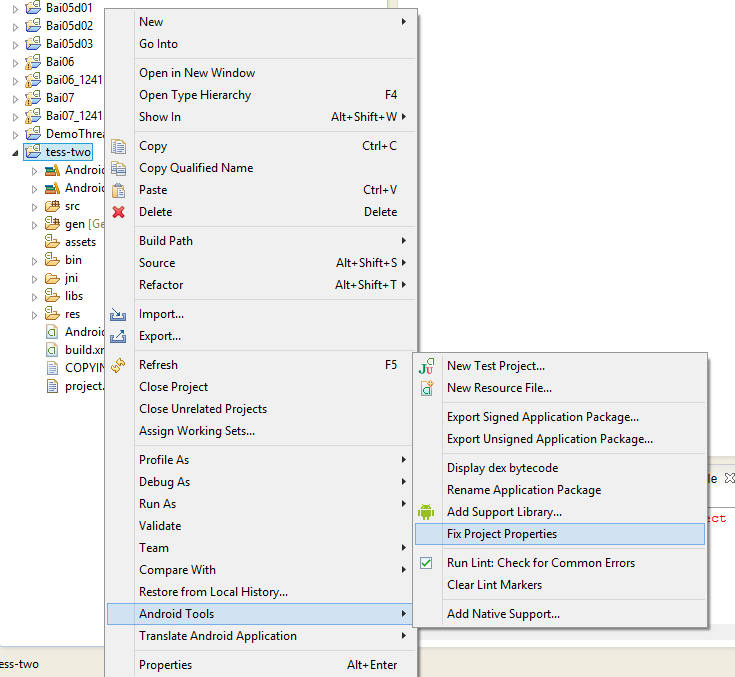 Bai05d01
Bai05d02
Bai05d03
Bai06
Bai06_1241
Bai07
Bai07_1241
DemoThrea
tess-two
Android
Android
src
gen [Ge
assets
bin
jni
libs
res
Android
build.xm
COPYIN
project.
New
Go Into
Open in New Window
Open Type Hierarchy F4
Show In Alt+Shift+W
Copy Ctrl+C
Copy Qualified Name
Paste Ctrl+V
Delete Delete
Build Path
Source Alt+Shift+S
Refactor Alt+Shift+T
Import...
Export...
Refresh F5
Close Project
Close Unrelated Projects
Assign Working Sets...
Profile As
Debug As
Run As
Validate
Team
Compare With
Restore from Local History...
Android Tools
Translate Android Application
Properties Alt+Enter
New Test Project...
New Resource File...
Export Signed Application Package...
Export Unsigned Application Package...
Display dex bytecode
Rename Application Package
Add Support Library...
Fix Project Properties
Run Lint: Check for Common Errors
Clear Lint Markers
Add Native Support...
le
ect
ess-two